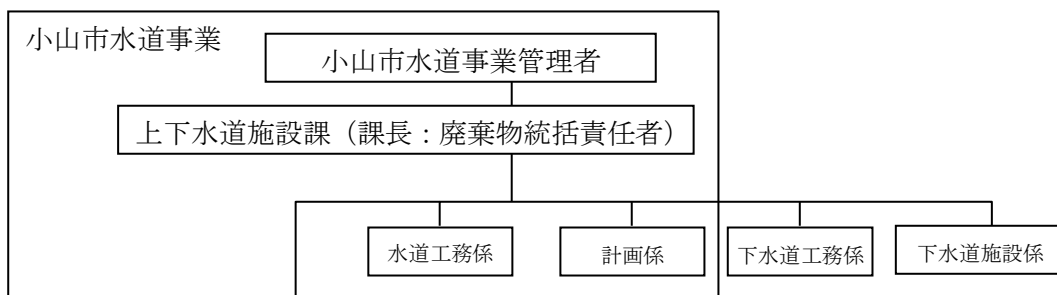 小山市水道事業
小山市水道事業管理者
上下水道施設課（課長：廃棄物統括責任者）
水道工務係
計画係
下水道工務係
下水道施設係